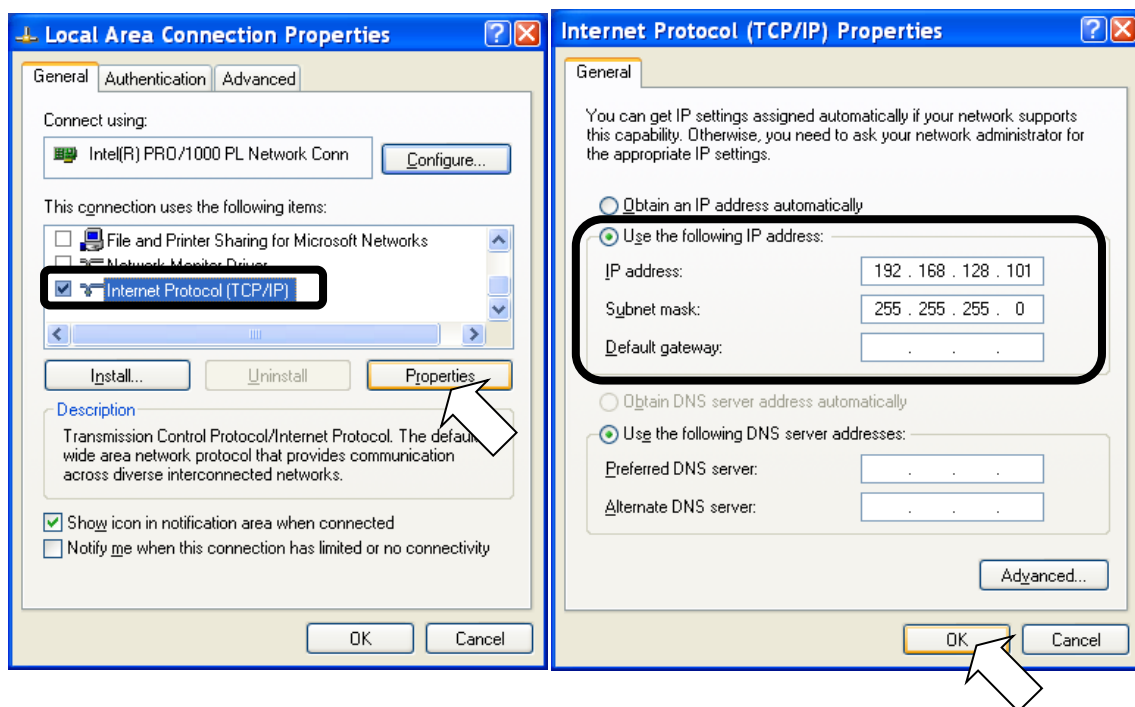 Local Area Connection Properties
General Authentication Advanced
Connect using:
Intel(R) PRO/1000 PL Network Conn Configure...
This connection uses the following items:
File and Printer Sharing for Microsoft Networks
Network Monitor Driver
Internet Protocol (TCP/IP)
Install... Uninstall Properties
Description
Transmission Control Protocol/Internet Protocol. The default
wide area network protocol that provides communication
across diverse interconnected networks.
Show icon in notification area when connected
Notify me when this connection has limited or no connectivity
OK Cancel
Internet Protocol (TCP/IP) Properties
General
You can get IP settings assigned automatically if your network supports
this capability. Otherwise, you need to ask your network administrator for
the appropriate IP settings.
Obtain an IP address automatically
Use the following IP address:
IP address: 192 . 168 . 128 . 101
Subnet mask: 255 . 255 . 255 . 0
Default gateway: . . .
Obtain DNS server address automatically
Use the following DNS server addresses:
Preferred DNS server: . . .
Alternate DNS server: . . .
Advanced...
OK Cancel